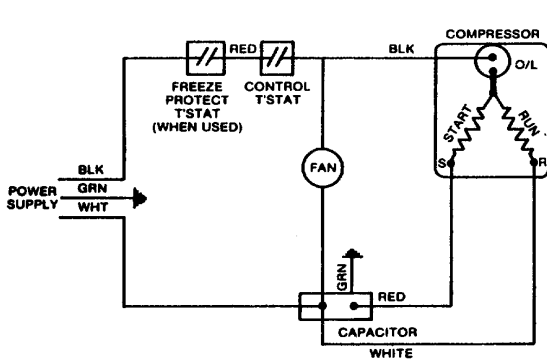 COMPRESSOR
RED
BLK
O/L
FREEZE
PROTECT
T'STAT
(WHEN USED)
CONTROL
T'STAT
START
RUN
S
R
FAN
BLK
GRN
WHT
POWER
SUPPLY
GRN
RED
CAPACITOR
WHITE